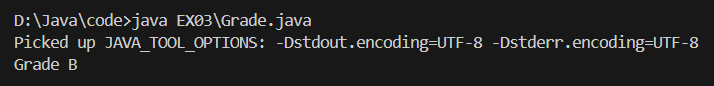 D:\Java\code>java EX03\Grade.java
Picked up JAVA_TOOL_OPTIONS: -Dstdout.encoding=UTF-8 -Dstderr.encoding=UTF-8
Grade B